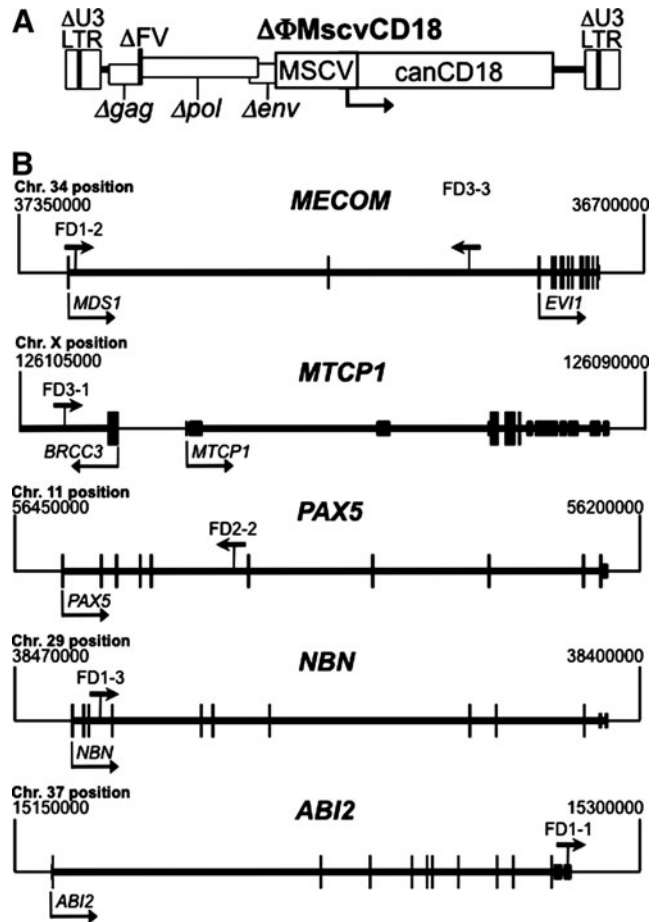 A
ΔU3 LTR
ΔFV
ΔΦMscvCD18
ΔU3 LTR
MSCV
canCD18
Δgag
Δpol
Δenv
B
Chr. 34 position
37350000
MECOM
FD3-3
36700000
FD1-2
MDS1
EVI1
Chr. X position
126105000
MTCP1
126090000
FD3-1
BRCC3
MTCP1
Chr. 11 position
56450000
PAX5
56200000
FD2-2
PAX5
Chr. 29 position
38470000
NBN
38400000
FD1-3
NBN
Chr. 37 position
15150000
ABI2
15300000
FD1-1
ABI2